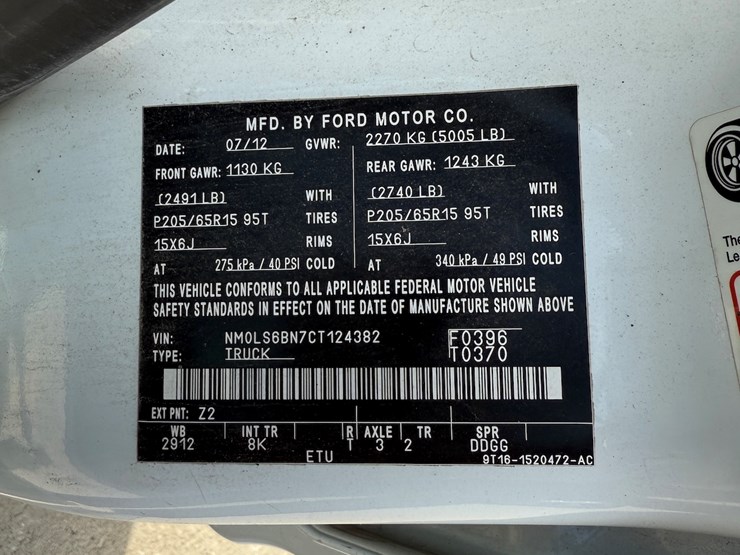 MFD. BY FORD MOTOR CO.
DATE: 07/12 GVWR: 2270 KG (5005 LB)
FRONT GAWR: 1130 KG REAR GAWR: 1243 KG
(2491 LB) WITH (2740 LB) WITH
P205/65R15 95T TIRES P205/65R15 95T TIRES
15X6J RIMS 15X6J RIMS
AT 275 kPa / 40 PSI COLD AT 340 kPa / 49 PSI COLD
THIS VEHICLE CONFORMS TO ALL APPLICABLE FEDERAL MOTOR VEHICLE
SAFETY STANDARDS IN EFFECT ON THE DATE OF MANUFACTURE SHOWN ABOVE
VIN: NM0LS6BN7CT124382 F0396
TYPE: TRUCK T0370
EXT PNT: Z2
WB INT TR R AXLE TR SPR
2912 8K T 3 2 DDGG
ETU 9T16-1520472-AC
The
Le